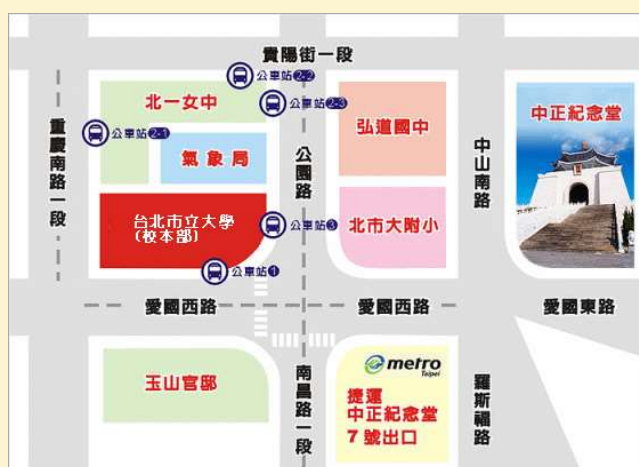 貴陽街一段
公車站2-2
北一女中
公車站2-3
弘道國中
中正紀念堂
重慶南路一段
公車站2-1
氣象局
公園路
中山南路
台北市立大學
(校本部)
公車站3
北市大附小
公車站1
愛國西路
愛國西路
愛國東路
玉山官邸
南昌路一段
metro
Taipei
捷運
中正紀念堂
7號出口
羅斯福路